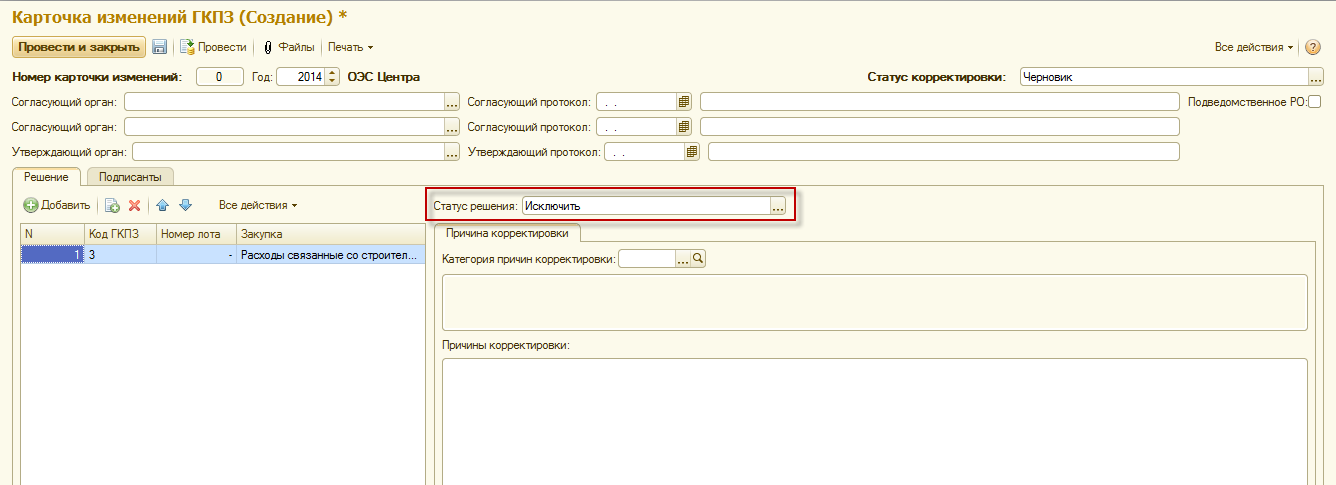 Карточка изменений ГКПЗ (Создание) *
Провести и закрыть Провести Файлы Печать Все действия ?
Номер карточки изменений: 0 Год: 2014 ОЭС Центра Статус корректировки: Черновик ...
Согласующий орган: ... Согласующий протокол: . . Подведомственное РО:
Согласующий орган: ... Согласующий протокол: . .
Утверждающий орган: ... Утверждающий протокол: . .
Решение Подписанты
Добавить Все действия Статус решения: Исключить ...
N Код ГКПЗ Номер лота Закупка Причина корректировки
1 3 - Расходы связанные со строител... Категория причин корректировки: ...
Причины корректировки: